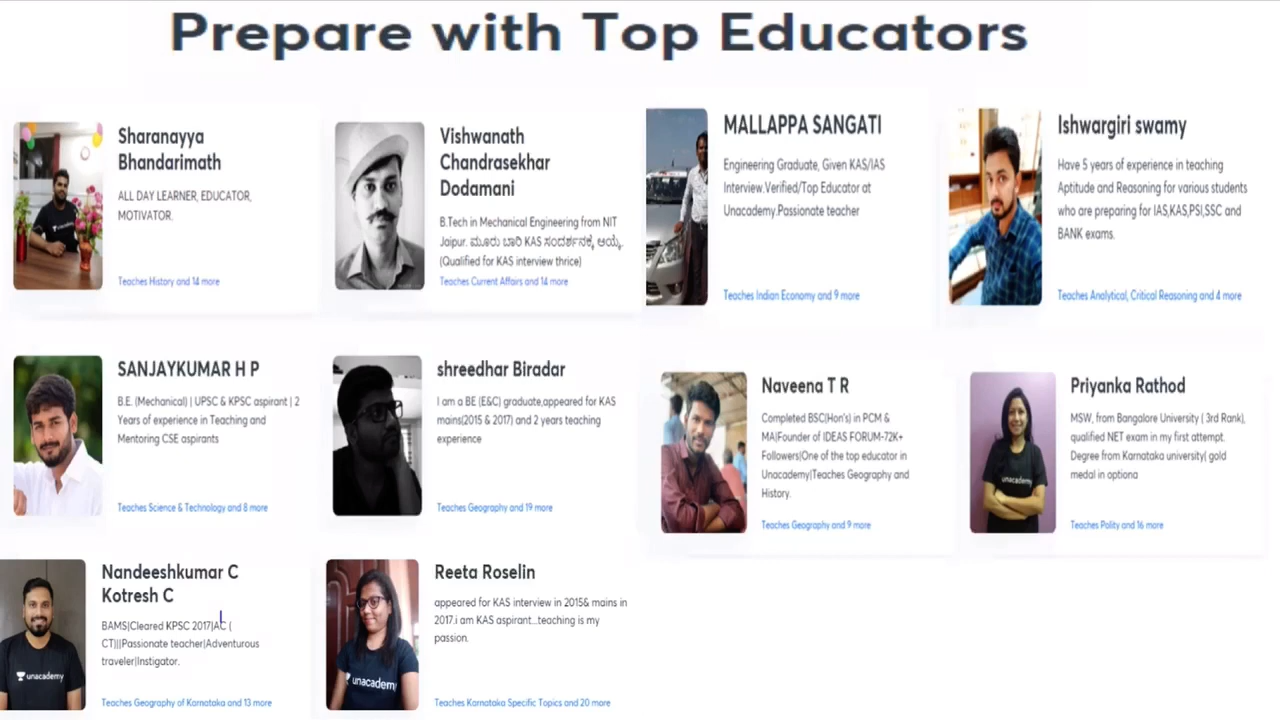 Prepare with Top Educators
Sharanayya
Bhandarimath
ALL DAY LEARNER, EDUCATOR,
MOTIVATOR.
Teaches History and 14 more
Vishwanath
Chandrasekhar
Dodamani
B.Tech in Mechanical Engineering from NIT
Jaipur. ಮೂರು ಬಾರಿ KAS ಸಂದರ್ಶನಕ್ಕೆ ಆಯ್ಕೆ.
(Qualified for KAS interview thrice)
Teaches Current Affairs and 14 more
MALLAPPA SANGATI
Engineering Graduate, Given KAS/IAS
Interview.Verified/Top Educator at
Unacademy.Passionate teacher
Teaches Indian Economy and 9 more
Ishwargiri swamy
Have 5 years of experience in teaching
Aptitude and Reasoning for various students
who are preparing for IAS,KAS,PSI,SSC and
BANK exams.
Teaches Analytical, Critical Reasoning and 4 more
SANJAYKUMAR H P
B.E. (Mechanical) | UPSC & KPSC aspirant | 2
Years of experience in Teaching and
Mentoring CSE aspirants
Teaches Science & Technology and 8 more
shreedhar Biradar
I am a BE (E&C) graduate,appeared for KAS
mains(2015 & 2017) and 2 years teaching
experience
Teaches Geography and 19 more
Naveena T R
Completed BSC(Hon's) in PCM &
MA|Founder of IDEAS FORUM-72K+
Followers|One of the top educator in
Unacademy|Teaches Geography and
History.
Teaches Geography and 9 more
unacademy
Priyanka Rathod
MSW, from Bangalore University ( 3rd Rank),
qualified NET exam in my first attempt.
Degree from Karnataka university( gold
medal in optiona
Teaches Polity and 16 more
unacademy
Nandeeshkumar C
Kotresh C
BAMS|Cleared KPSC 2017|AC (
CT)|||Passionate teacher|Adventurous
traveler|Instigator.
Teaches Geography of Karnataka and 13 more
unacademy
Reeta Roselin
appeared for KAS interview in 2015& mains in
2017.i am KAS aspirant...teaching is my
passion.
Teaches Karnataka Specific Topics and 20 more